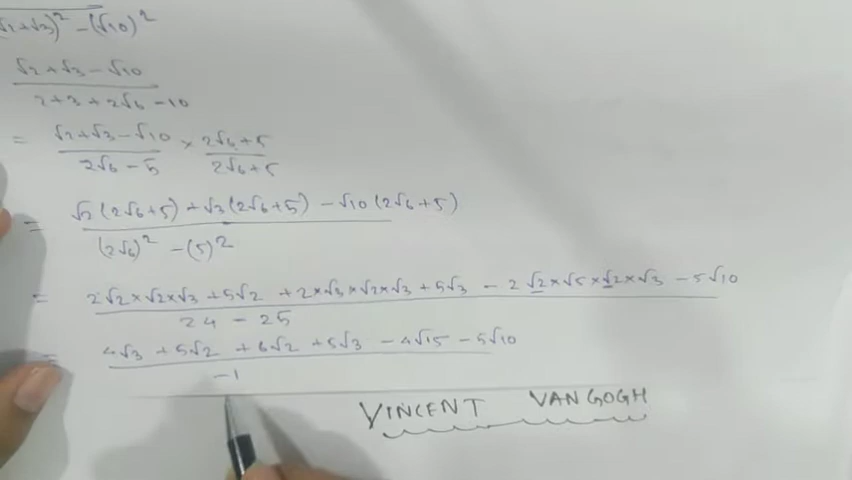 √1+√3)² - (√10)²
√2+√3-√10
2+3+2√6-10
= √2+√3-√10 × 2√6+5
2√6-5 2√6+5
= √2(2√6+5)+√3(2√6+5) -√10(2√6+5)
(2√6)² -(5)²
= 2√2×√2×√3 +5√2 +2×√3×√2×√3 +5√3 - 2√2×√5×√2×√3 -5√10
24 - 25
= 4√3 +5√2 +6√2 +5√3 -4√15 -5√10
-1
VINCENT VAN GOGH